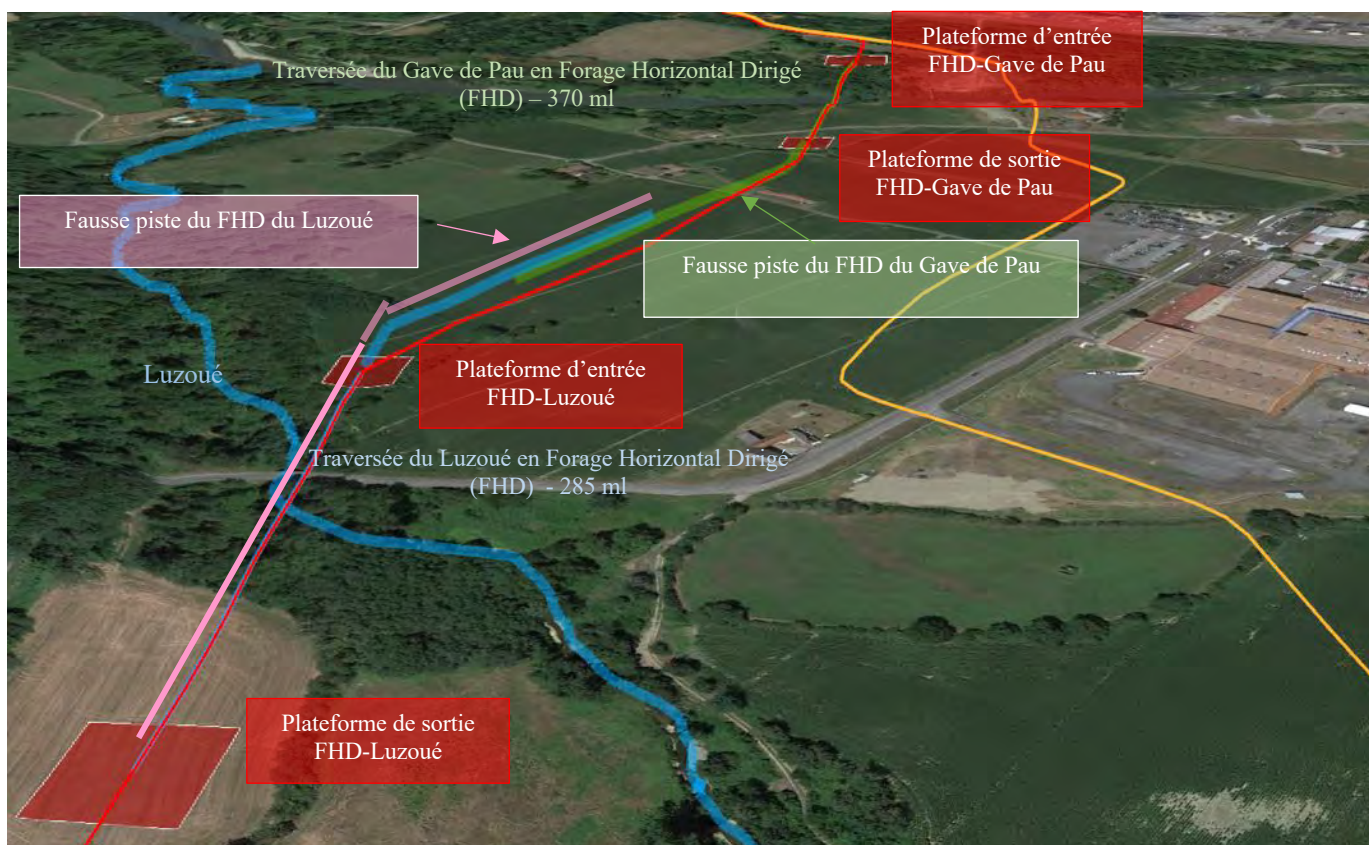 Plateforme d’entrée
FHD-Gave de Pau
Traversée du Gave de Pau en Forage Horizontal Dirigé
(FHD) – 370 ml
Plateforme de sortie
FHD-Gave de Pau
Fausse piste du FHD du Luzoué
Fausse piste du FHD du Gave de Pau
Plateforme d’entrée
FHD-Luzoué
Luzoué
Traversée du Luzoué en Forage Horizontal Dirigé
(FHD) - 285 ml
Plateforme de sortie
FHD-Luzoué